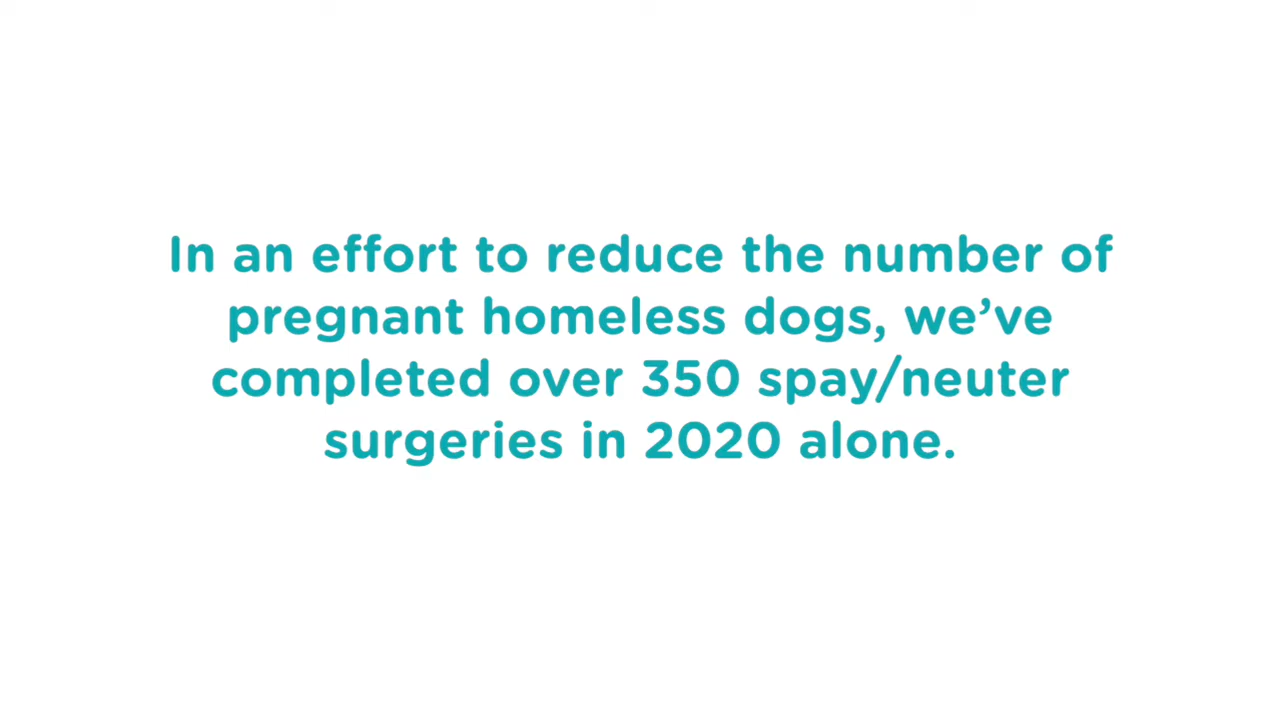 In an effort to reduce the number of
pregnant homeless dogs, we’ve
completed over 350 spay/neuter
surgeries in 2020 alone.